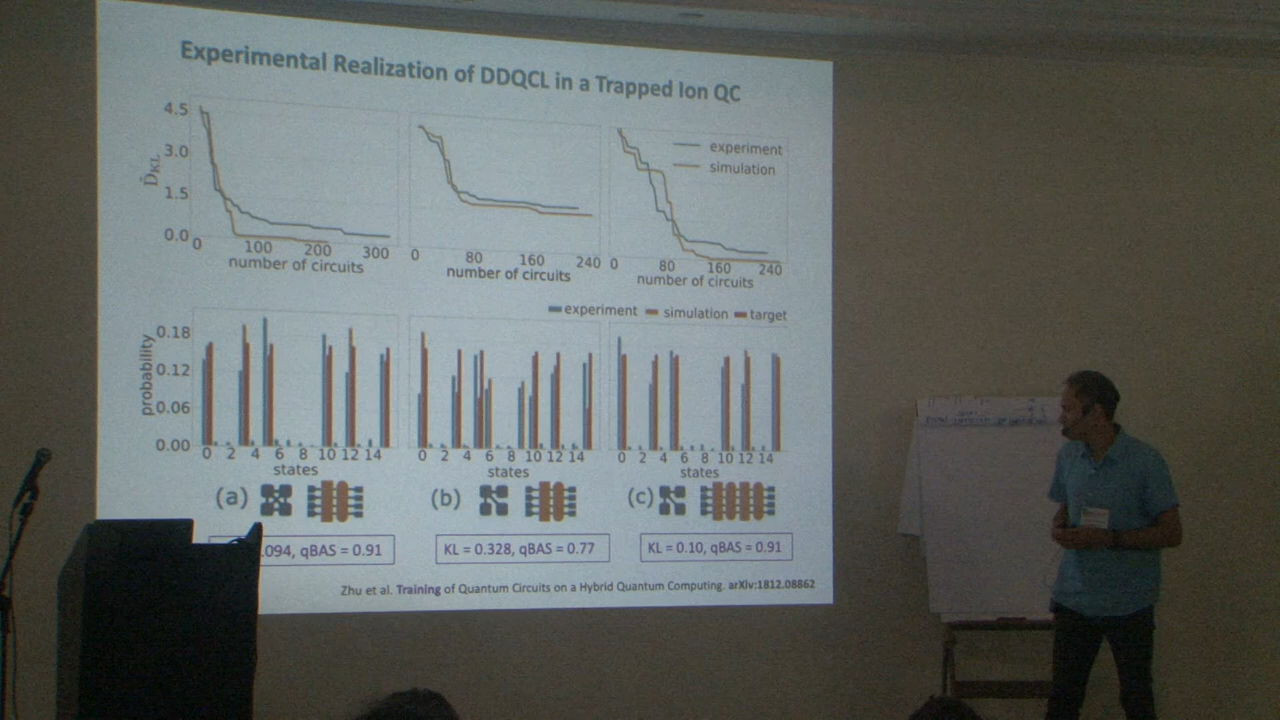 Experimental Realization of DDQCL in a Trapped Ion QC
4.5
3.0
1.5
0.0
D̄KL
0 100 200 300
number of circuits
0 80 160 240
number of circuits
0 80 160 240
number of circuits
experiment
simulation
experiment simulation target
0.18
0.12
0.06
0.00
probability
0 2 4 6 8 10 12 14
states
0 2 4 6 8 10 12 14
states
0 2 4 6 8 10 12 14
states
(a)
(b)
(c)
.094, qBAS = 0.91
KL = 0.328, qBAS = 0.77
KL = 0.10, qBAS = 0.91
Zhu et al. Training of Quantum Circuits on a Hybrid Quantum Computing. arXiv:1812.08862